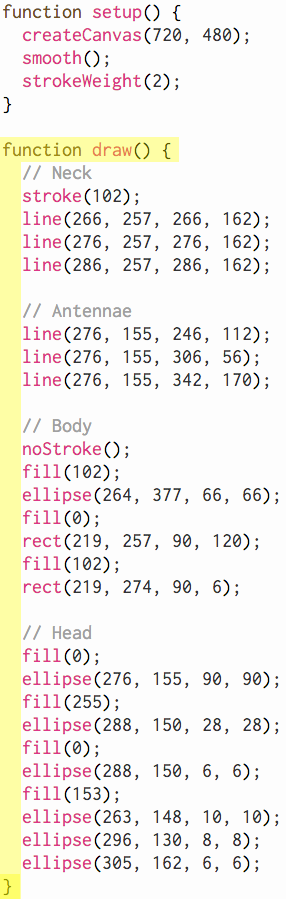 function setup() {
  createCanvas(720, 480);
  smooth();
  strokeWeight(2);
}

function draw() {
  // Neck
  stroke(102);
  line(266, 257, 266, 162);
  line(276, 257, 276, 162);
  line(286, 257, 286, 162);

  // Antennae
  line(276, 155, 246, 112);
  line(276, 155, 306, 56);
  line(276, 155, 342, 170);

  // Body
  noStroke();
  fill(102);
  ellipse(264, 377, 66, 66);
  fill(0);
  rect(219, 257, 90, 120);
  fill(102);
  rect(219, 274, 90, 6);

  // Head
  fill(0);
  ellipse(276, 155, 90, 90);
  fill(255);
  ellipse(288, 150, 28, 28);
  fill(0);
  ellipse(288, 150, 6, 6);
  fill(153);
  ellipse(263, 148, 10, 10);
  ellipse(296, 130, 8, 8);
  ellipse(305, 162, 6, 6);
}